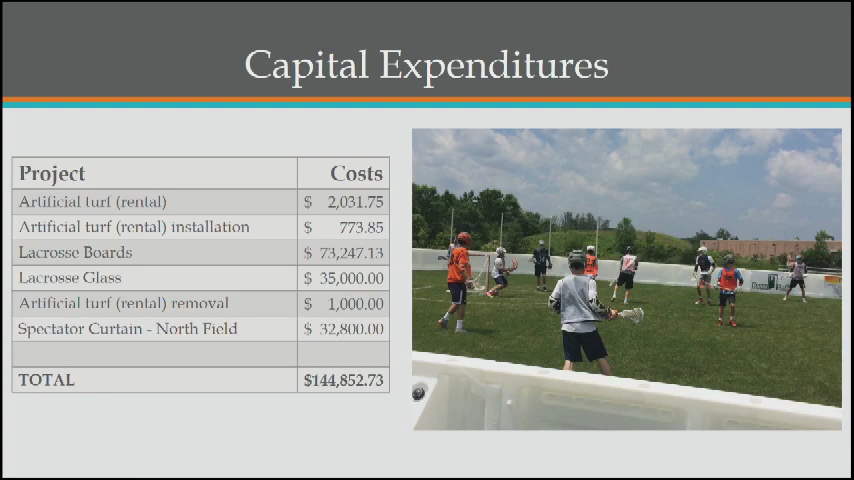 Capital Expenditures
Project Costs
Artificial turf (rental) $ 2,031.75
Artificial turf (rental) installation $ 773.85
Lacrosse Boards $ 73,247.13
Lacrosse Glass $ 35,000.00
Artificial turf (rental) removal $ 1,000.00
Spectator Curtain - North Field $ 32,800.00
TOTAL $144,852.73